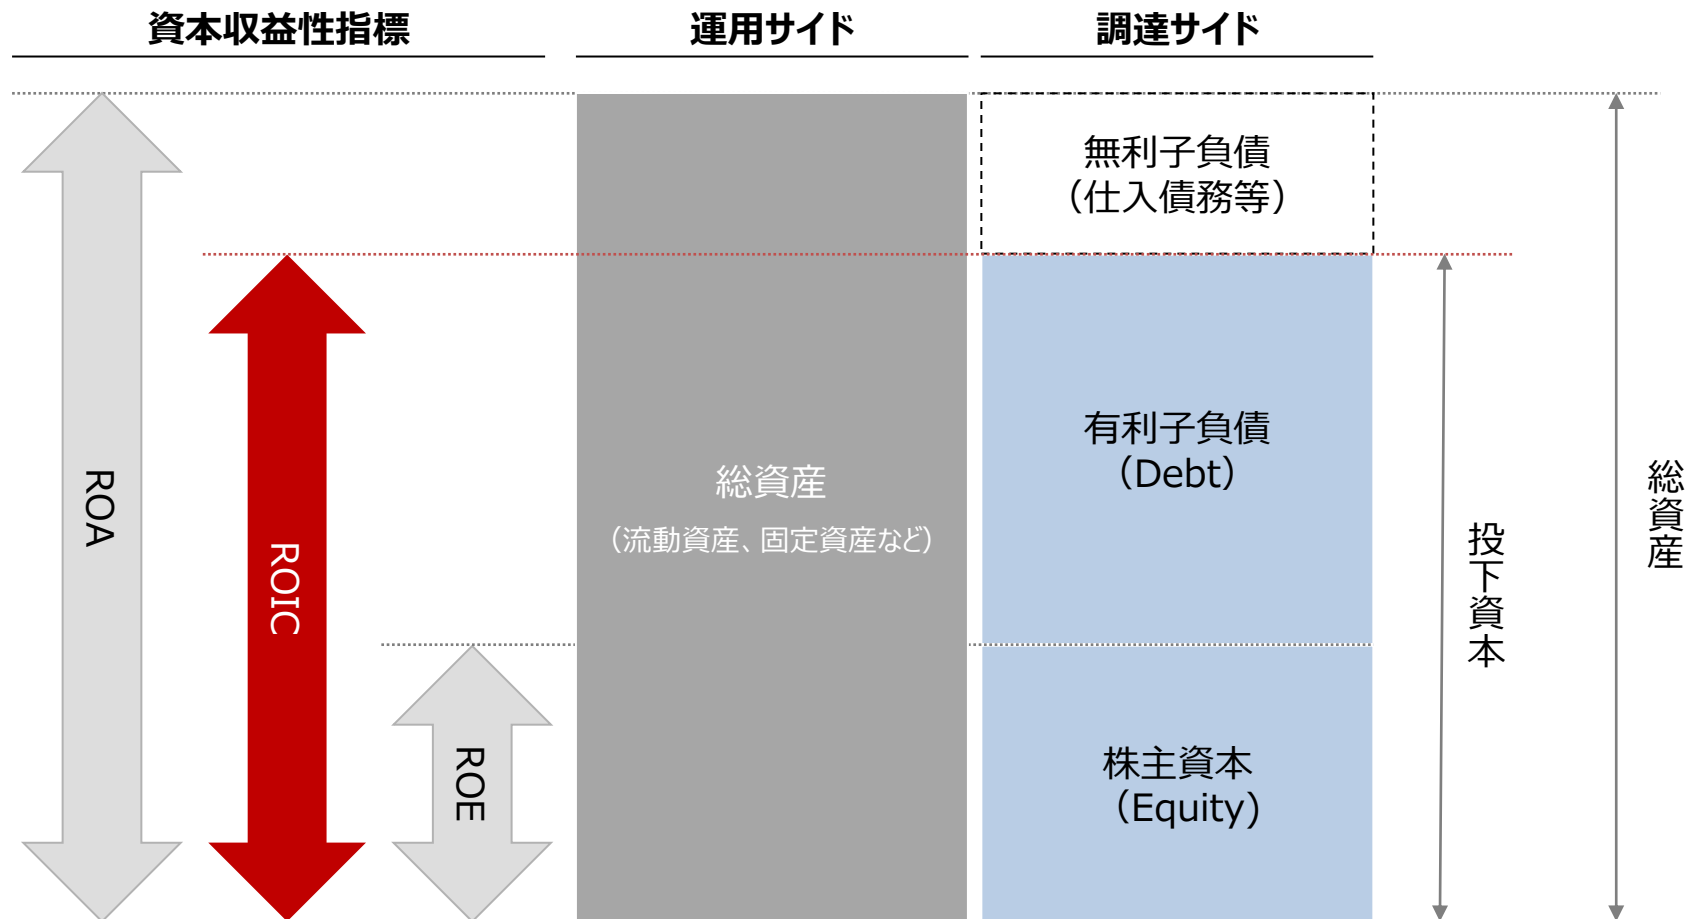 資本収益性指標
運用サイド
調達サイド
ROA
ROIC
ROE
総資産
（流動資産、固定資産など）
無利子負債
（仕入債務等）
有利子負債
（Debt）
株主資本
（Equity）
投下資本
総資産